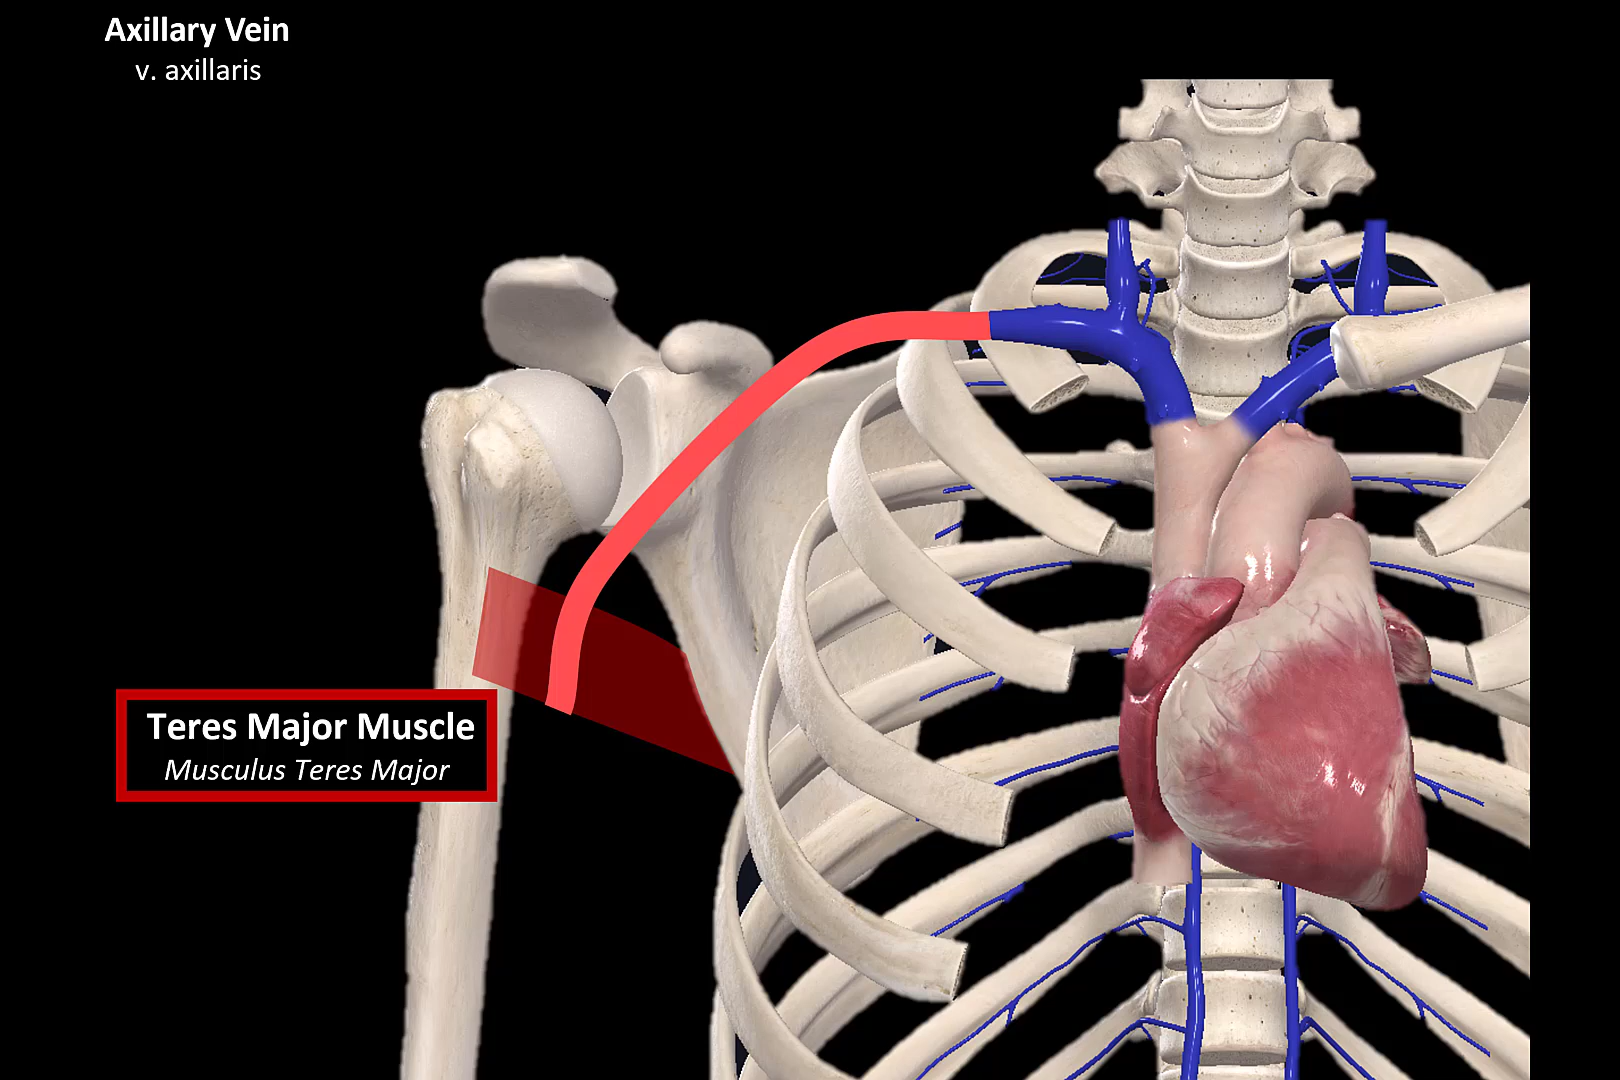 Axillary Vein
v. axillaris
Teres Major Muscle
Musculus Teres Major